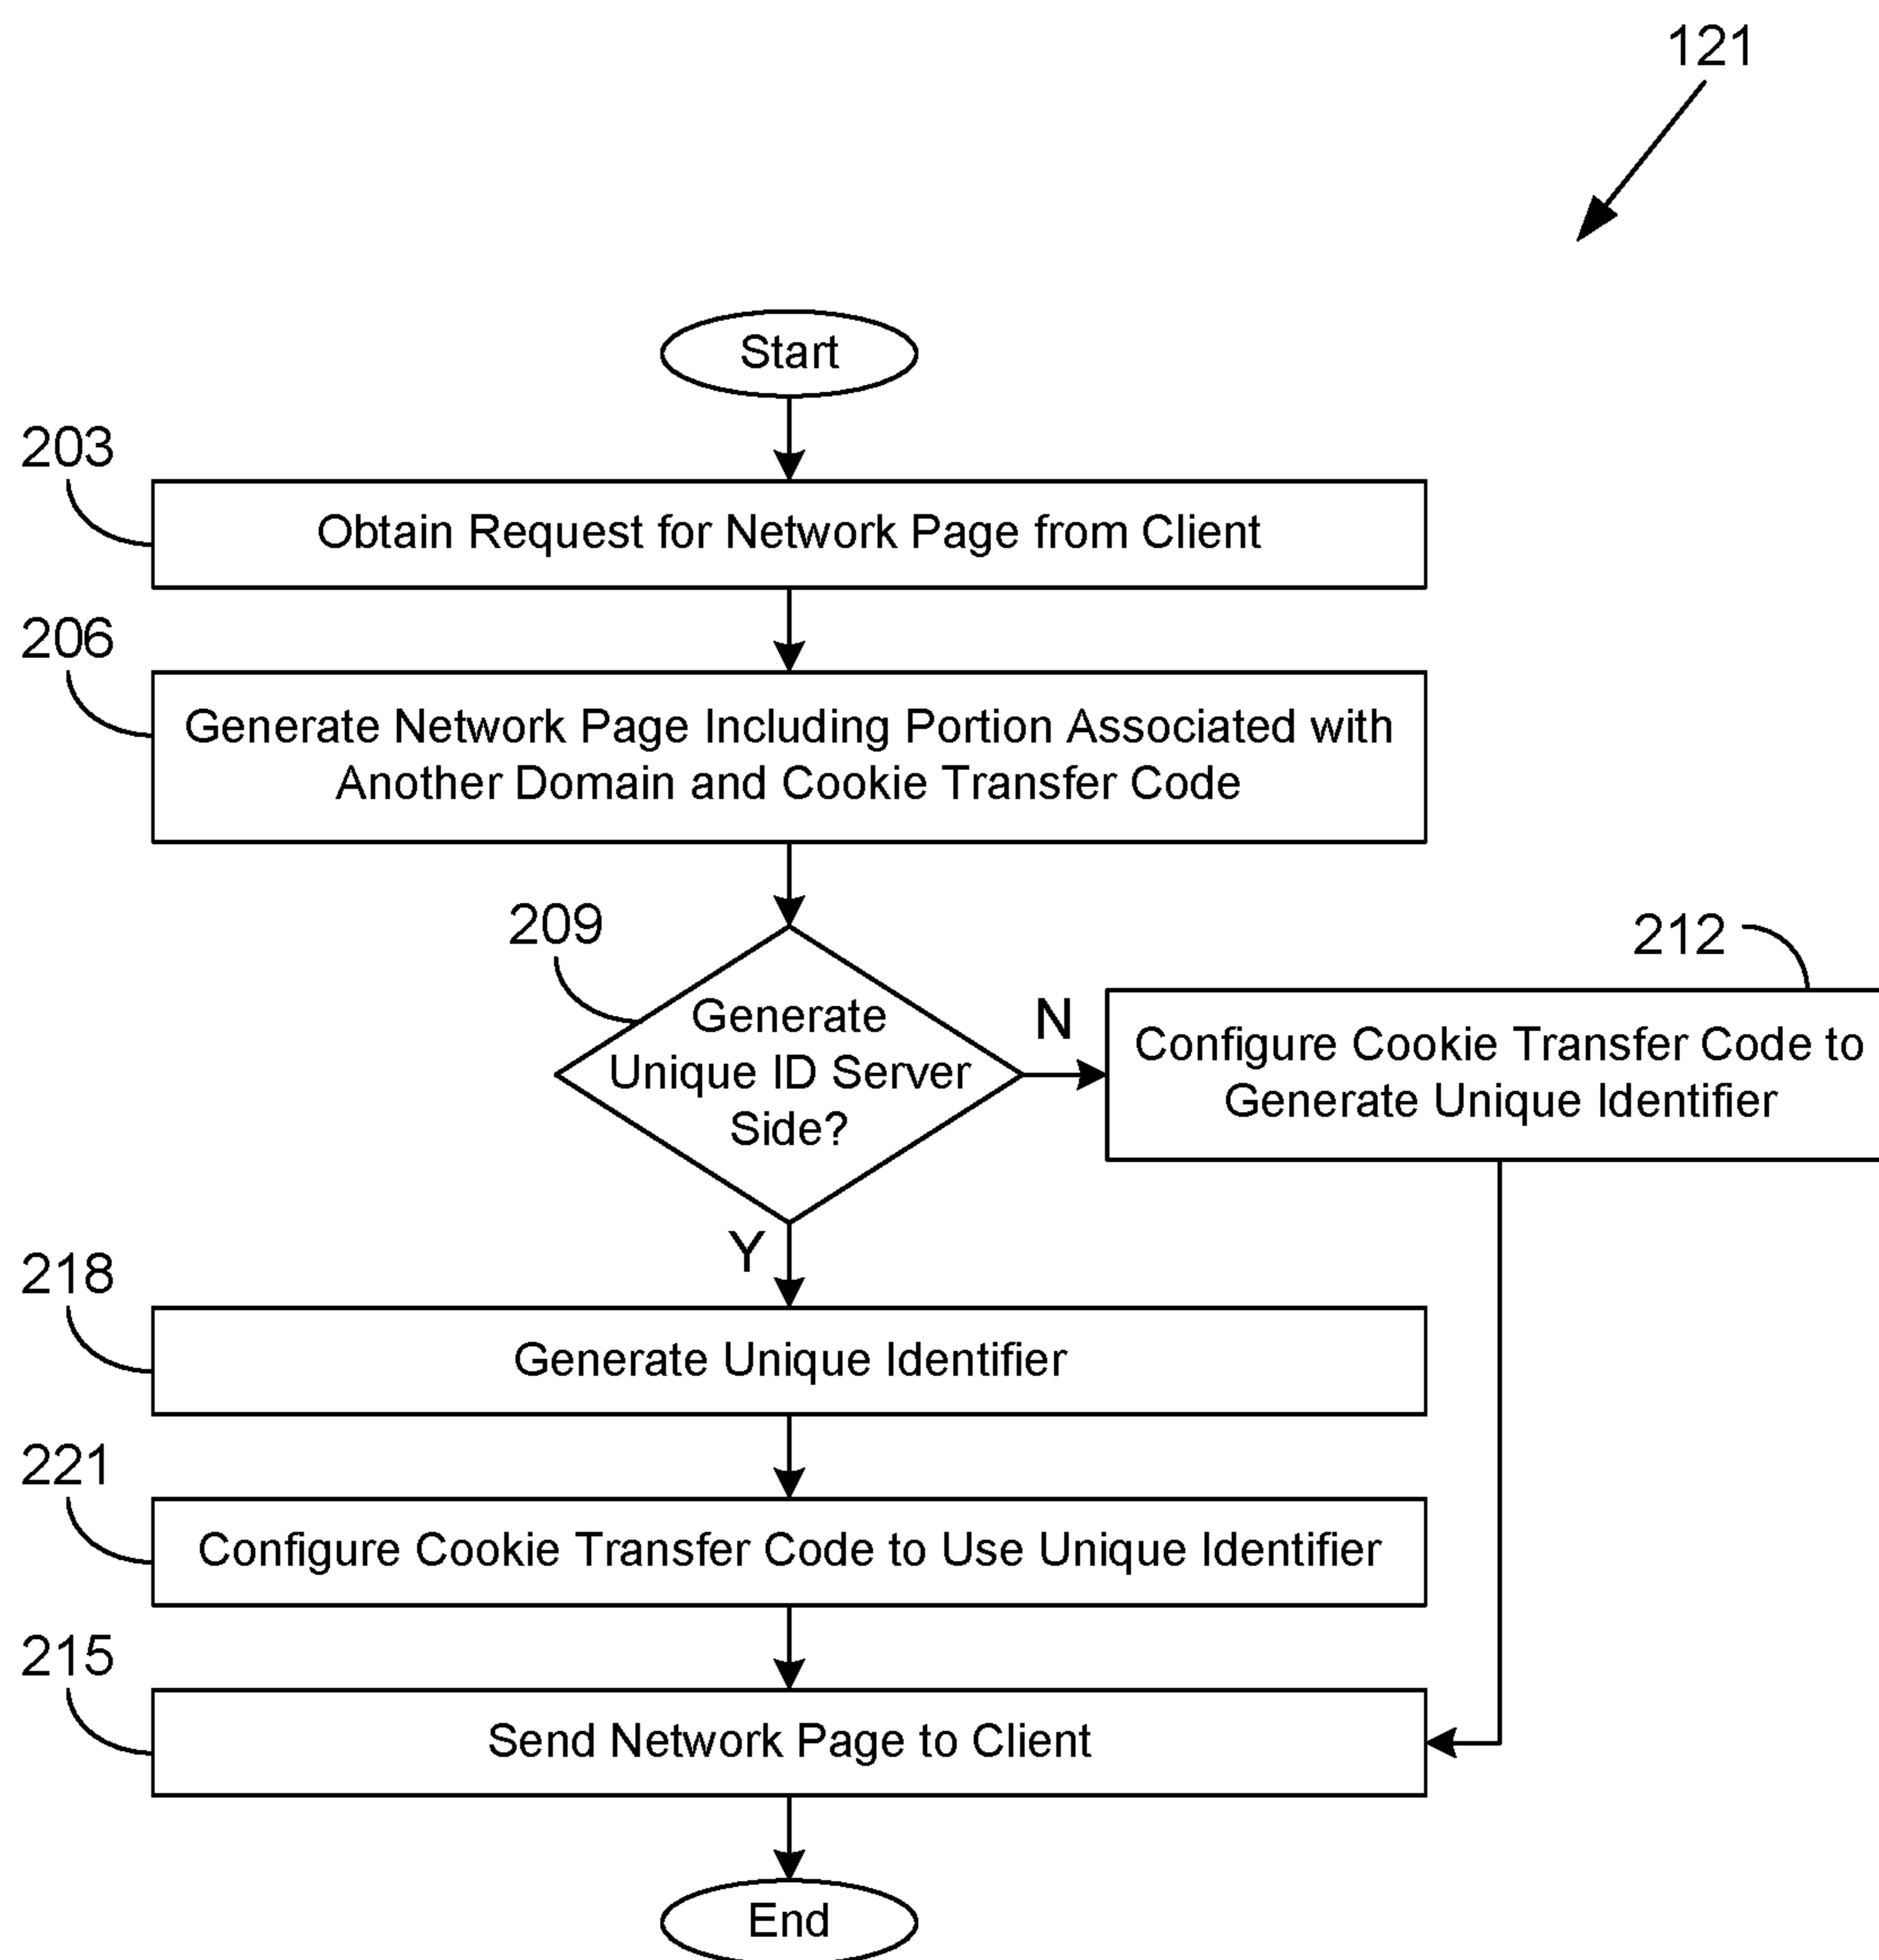 121
Start
203
Obtain Request for Network Page from Client
206
Generate Network Page Including Portion Associated with
Another Domain and Cookie Transfer Code
209
Generate
Unique ID Server
Side?
N
212
Configure Cookie Transfer Code to
Generate Unique Identifier
Y
218
Generate Unique Identifier
221
Configure Cookie Transfer Code to Use Unique Identifier
215
Send Network Page to Client
End